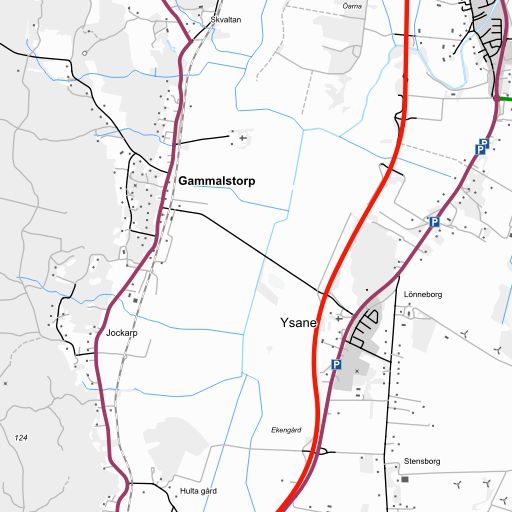 Öarna
Skvaltan
P
P
Gammalstorp
P
Lönneborg
Ysane
Jockarp
P
Ekengård
124
Stensborg
Hulta gård